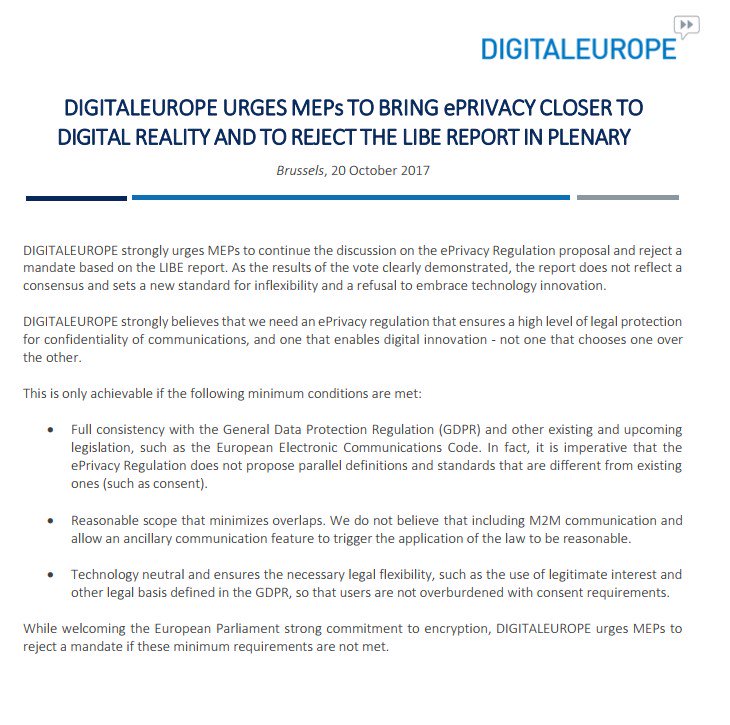 DIGITALEUROPE
DIGITALEUROPE URGES MEPs TO BRING ePRIVACY CLOSER TO
DIGITAL REALITY AND TO REJECT THE LIBE REPORT IN PLENARY
Brussels, 20 October 2017
DIGITALEUROPE strongly urges MEPs to continue the discussion on the ePrivacy Regulation proposal and reject a
mandate based on the LIBE report. As the results of the vote clearly demonstrated, the report does not reflect a
consensus and sets a new standard for inflexibility and a refusal to embrace technology innovation.
DIGITALEUROPE strongly believes that we need an ePrivacy regulation that ensures a high level of legal protection
for confidentiality of communications, and one that enables digital innovation - not one that chooses one over
the other.
This is only achievable if the following minimum conditions are met:
• Full consistency with the General Data Protection Regulation (GDPR) and other existing and upcoming
legislation, such as the European Electronic Communications Code. In fact, it is imperative that the
ePrivacy Regulation does not propose parallel definitions and standards that are different from existing
ones (such as consent).
• Reasonable scope that minimizes overlaps. We do not believe that including M2M communication and
allow an ancillary communication feature to trigger the application of the law to be reasonable.
• Technology neutral and ensures the necessary legal flexibility, such as the use of legitimate interest and
other legal basis defined in the GDPR, so that users are not overburdened with consent requirements.
While welcoming the European Parliament strong commitment to encryption, DIGITALEUROPE urges MEPs to
reject a mandate if these minimum requirements are not met.